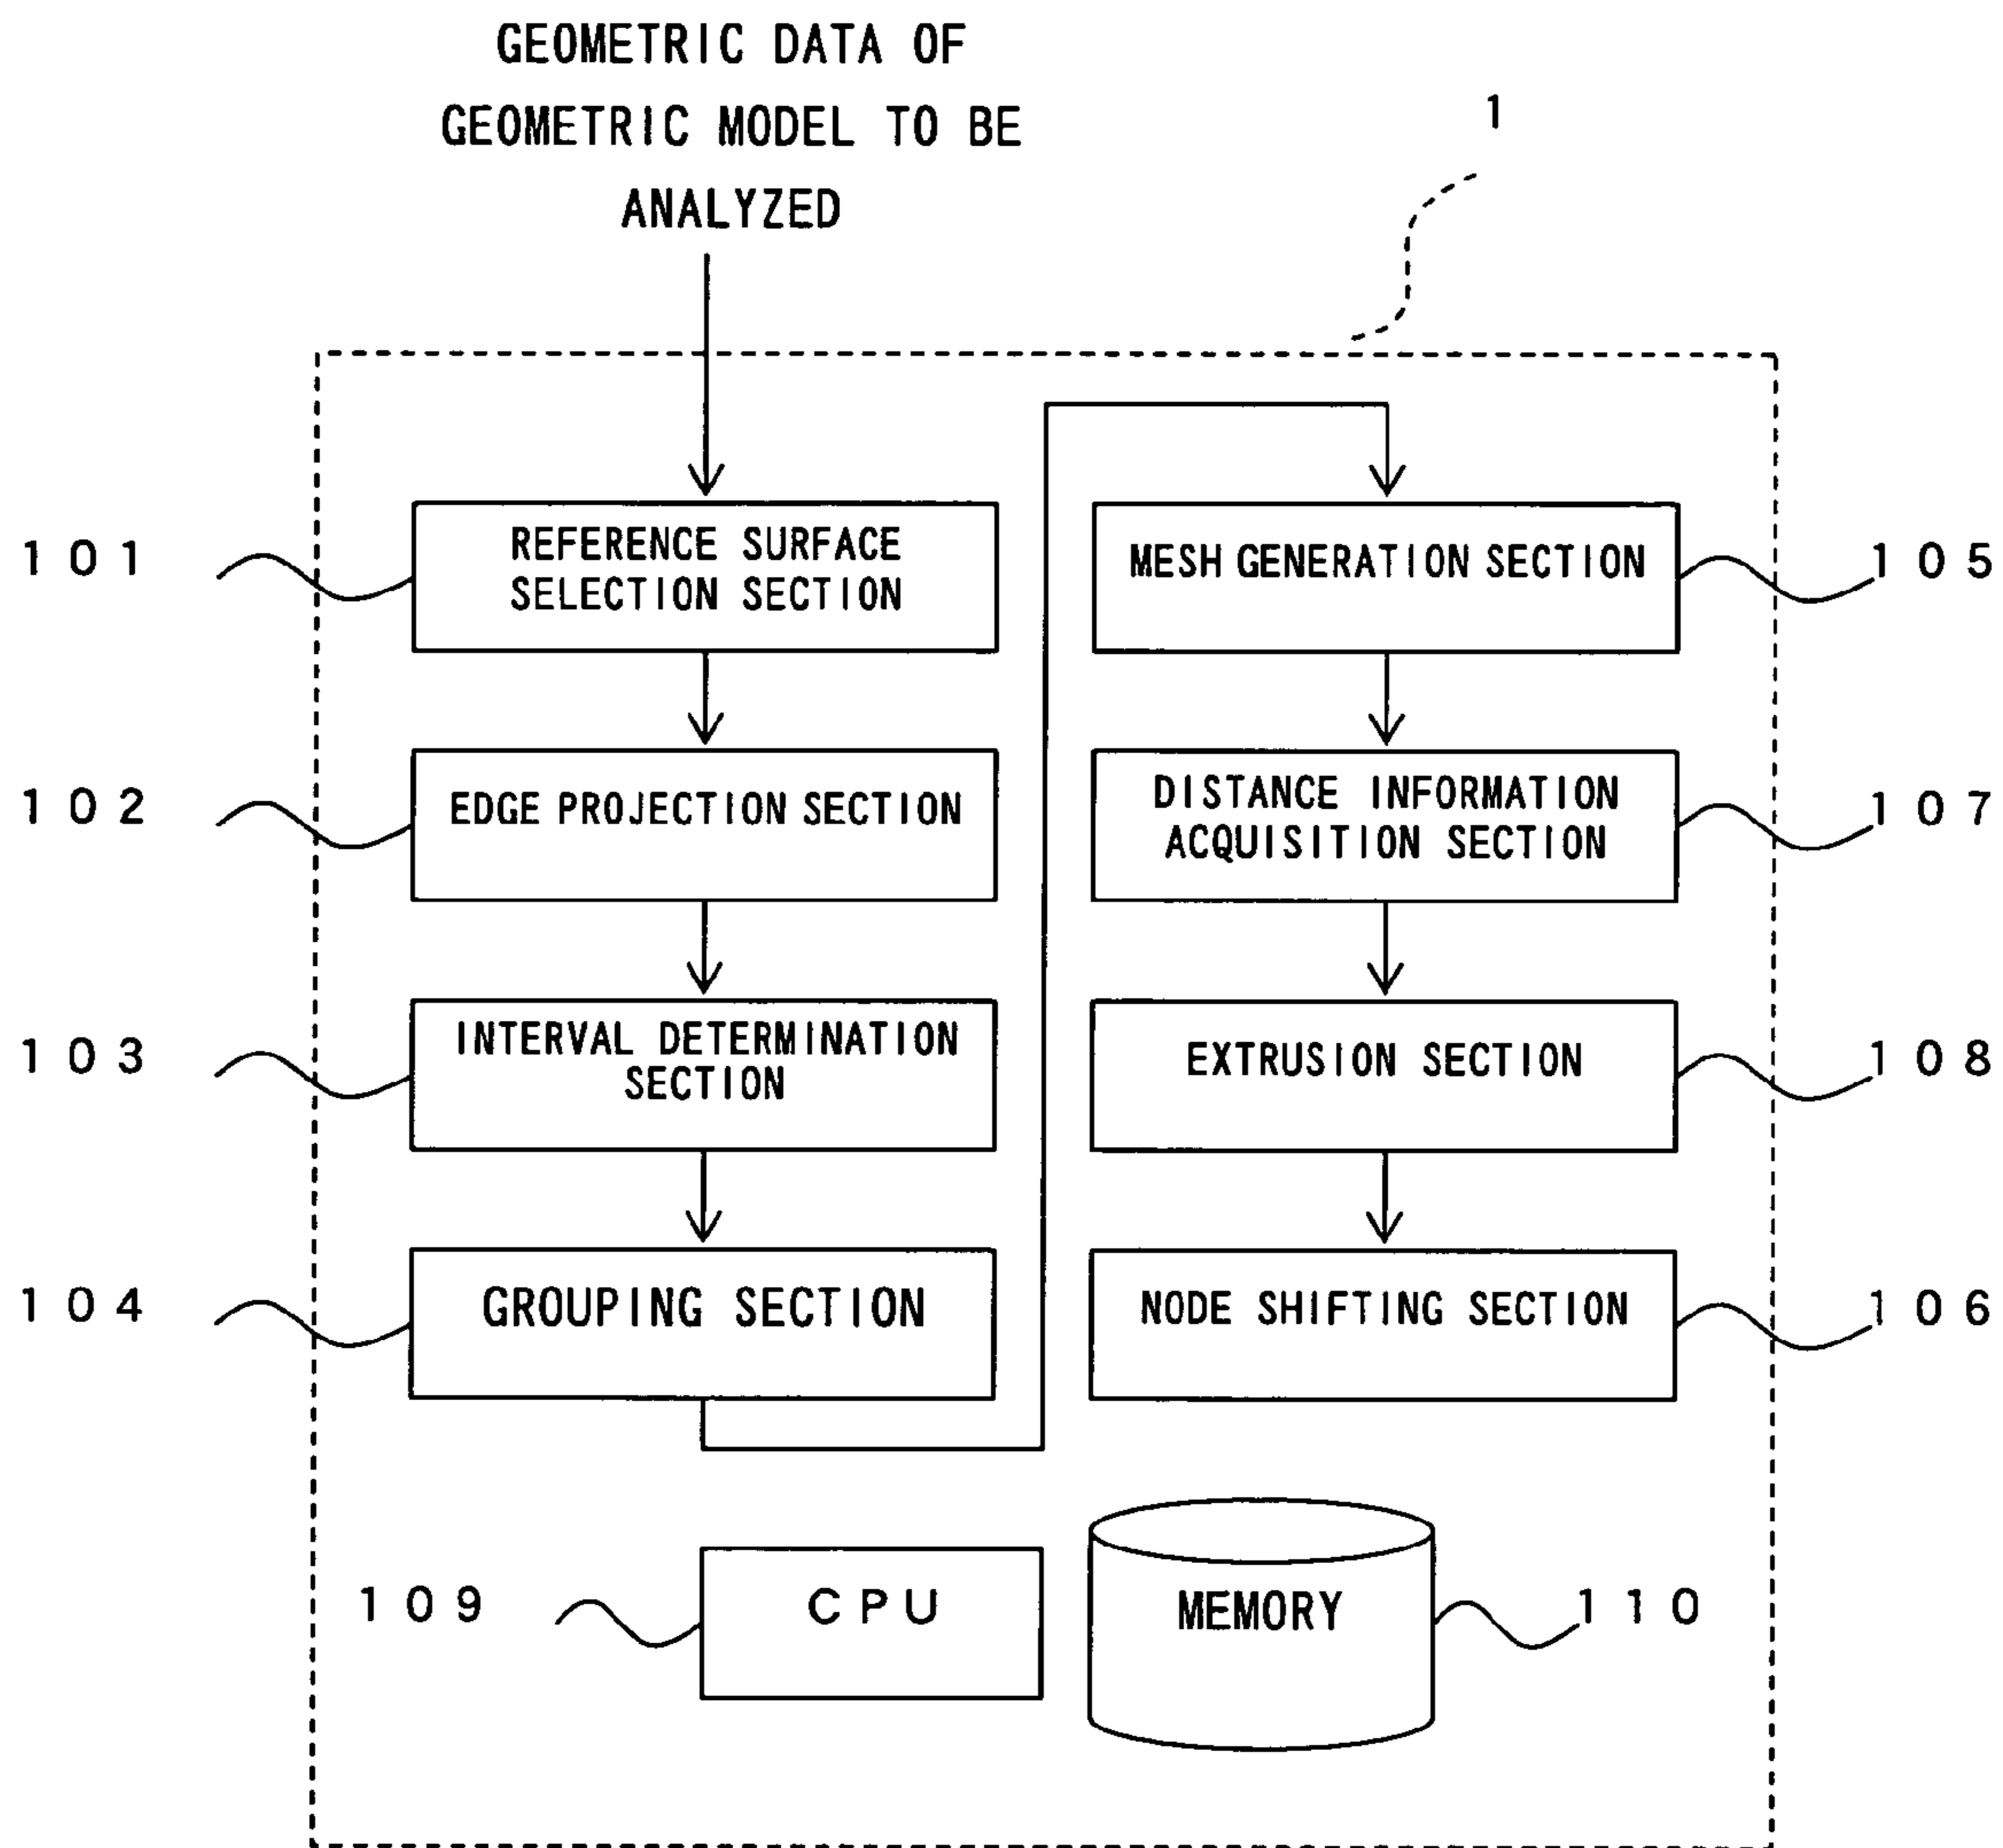 GEOMETRIC DATA OF
GEOMETRIC MODEL TO BE
ANALYZED
1
101
REFERENCE SURFACE
SELECTION SECTION
102
EDGE PROJECTION SECTION
103
INTERVAL DETERMINATION
SECTION
104
GROUPING SECTION
MESH GENERATION SECTION
105
DISTANCE INFORMATION
ACQUISITION SECTION
107
EXTRUSION SECTION
108
NODE SHIFTING SECTION
106
109
CPU
MEMORY
110